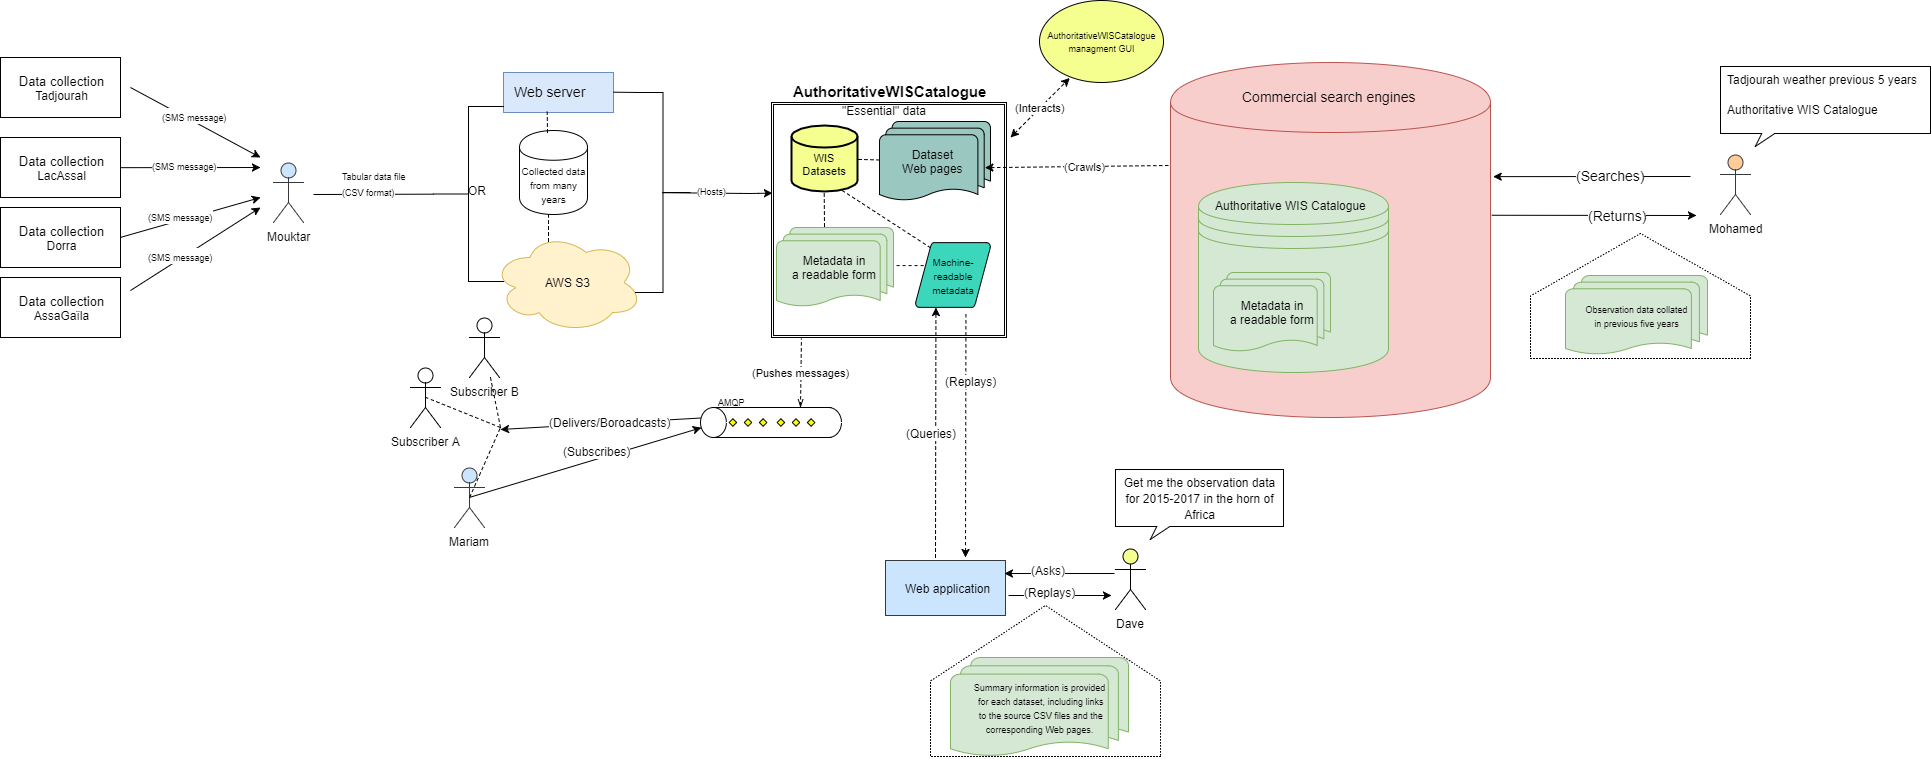 Data collection
Tadjourah
Data collection
LacAssal
Data collection
Dorra
Data collection
AssaGaïla
(SMS message)
(SMS message)
(SMS message)
(SMS message)
Mouktar
Tabular data file
(CSV format)
OR
Web server
Collected data
from many
years
AWS S3
(Hosts)
AuthoritativeWISCatalogue
"Essential" data
WIS
Datasets
Dataset
Web pages
Metadata in
a readable form
Machine-
readable
metadata
AuthoritativeWISCatalogue
managment GUI
(Interacts)
(Crawls)
Commercial search engines
Authoritative WIS Catalogue
Metadata in
a readable form
Tadjourah weather previous 5 years
Authoritative WIS Catalogue
(Searches)
(Returns)
Mohamed
Observation data collated
in previous five years
Subscriber B
Subscriber A
Mariam
(Pushes messages)
AMQP
(Delivers/Boroadcasts)
(Subscribes)
(Queries)
(Replays)
Get me the observation data
for 2015-2017 in the horn of
Africa
Web application
(Asks)
(Replays)
Dave
Summary information is provided
for each dataset, including links
to the source CSV files and the
corresponding Web pages.